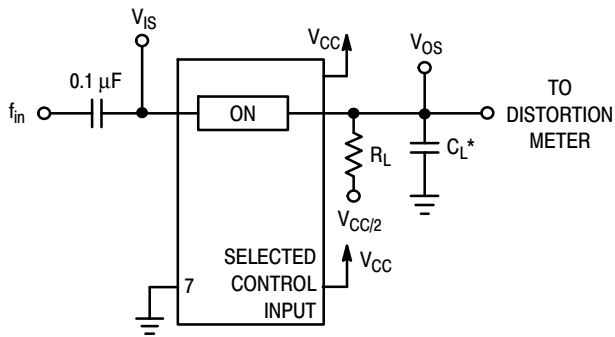 V_IS
V_CC
V_OS
0.1 μF
f_in
ON
TO
DISTORTION
METER
R_L
C_L*
V_CC/2
SELECTED
CONTROL
INPUT
V_CC
7